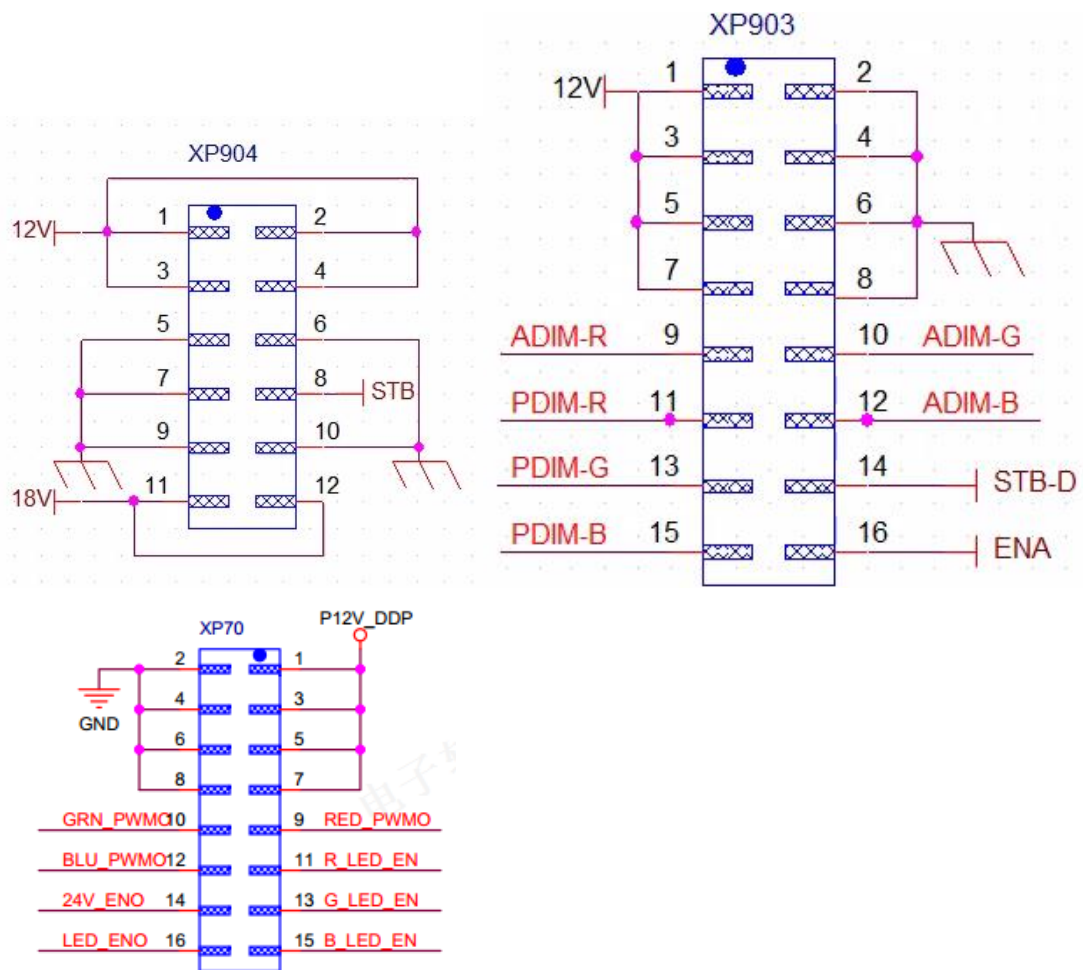 XP903
12V 1 2
3 4
5 6
7 8
ADIM-R 9 10 ADIM-G
PDIM-R 11 12 ADIM-B
PDIM-G 13 14 STB-D
PDIM-B 15 16 ENA
XP904
12V 1 2
3 4
5 6
7 8 STB
9 10
18V 11 12
P12V_DDP
XP70
2 1
4 3
GND
6 5
8 7
GRN_PWMO 10 9 RED_PWMO
BLU_PWMO 12 11 R_LED_EN
24V_ENO 14 13 G_LED_EN
LED_ENO 16 15 B_LED_EN
电子